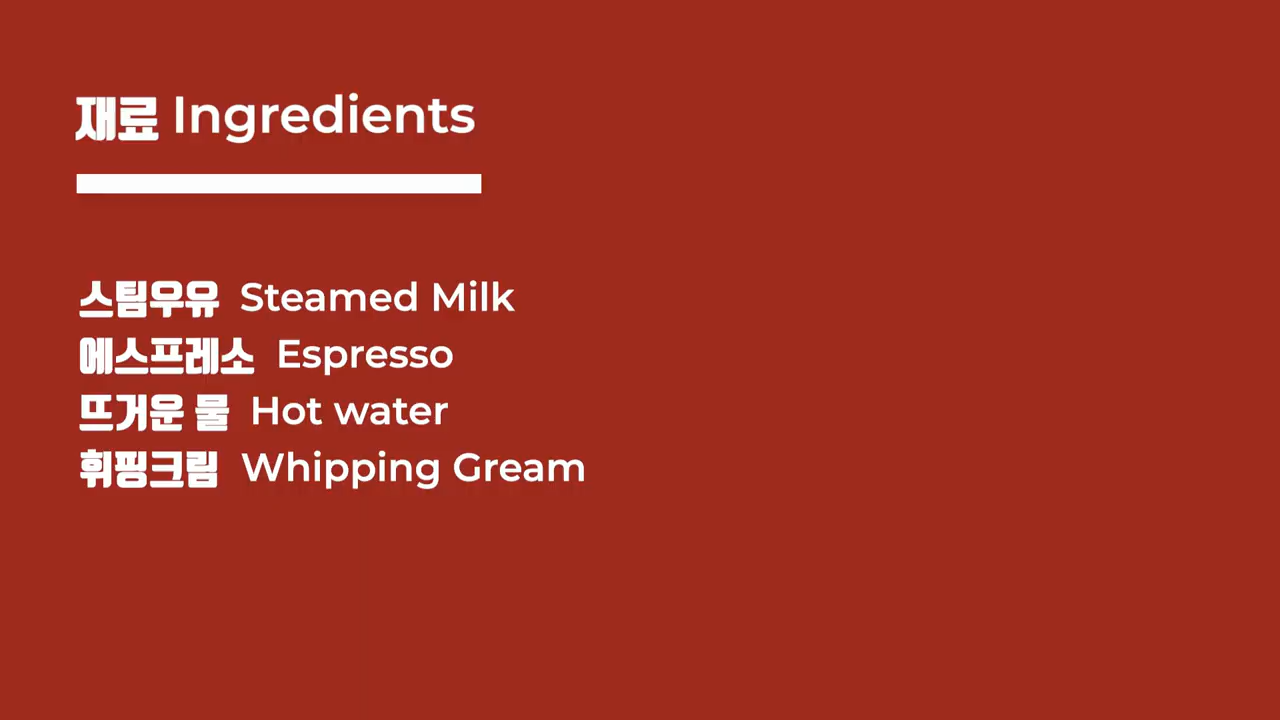 재료 Ingredients
스팀우유 Steamed Milk
에스프레소 Espresso
뜨거운 물 Hot water
휘핑크림 Whipping Gream